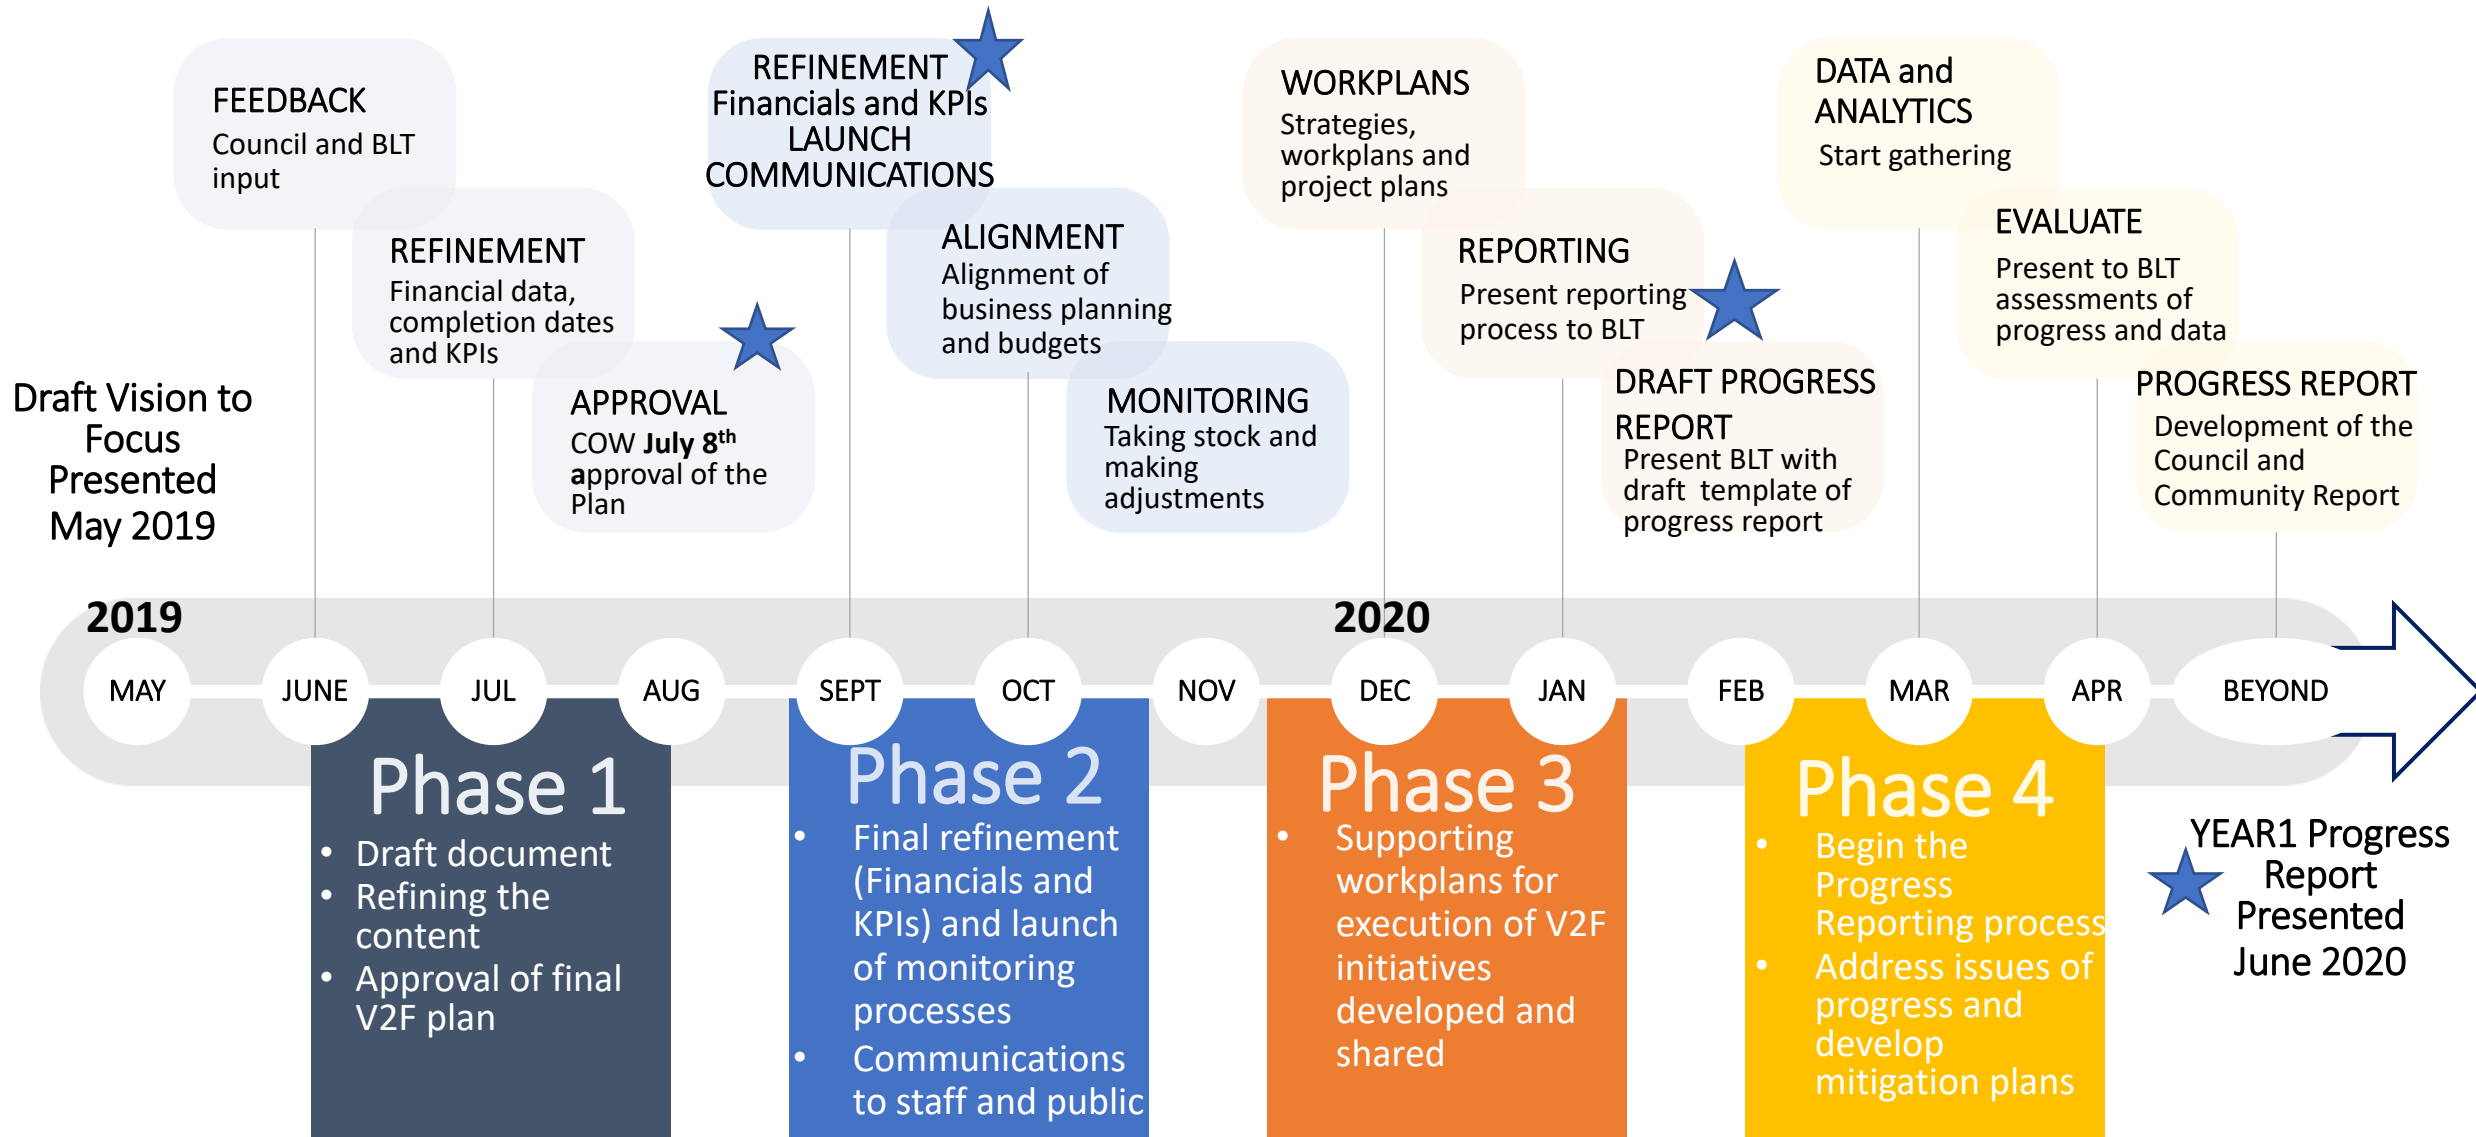 FEEDBACK
Council and BLT
input
REFINEMENT
Financial data,
completion dates
and KPIs
APPROVAL
COW July 8th
approval of the
Plan
REFINEMENT
Financials and KPIs
LAUNCH
COMMUNICATIONS
ALIGNMENT
Alignment of
business planning
and budgets
MONITORING
Taking stock and
making
adjustments
WORKPLANS
Strategies,
workplans and
project plans
REPORTING
Present reporting
process to BLT
DRAFT PROGRESS
REPORT
Present BLT with
draft template of
progress report
DATA and
ANALYTICS
Start gathering
EVALUATE
Present to BLT
assessments of
progress and data
PROGRESS REPORT
Development of the
Council and
Community Report
Draft Vision to
Focus
Presented
May 2019
2019
2020
MAY
JUNE
JUL
AUG
SEPT
OCT
NOV
DEC
JAN
FEB
MAR
APR
BEYOND
Phase 1
• Draft document
• Refining the
content
• Approval of final
V2F plan
Phase 2
• Final refinement
(Financials and
KPIs) and launch
of monitoring
processes
• Communications
to staff and public
Phase 3
• Supporting
workplans for
execution of V2F
initiatives
developed and
shared
Phase 4
• Begin the
Progress
Reporting process
• Address issues of
progress and
develop
mitigation plans
YEAR1 Progress
Report
Presented
June 2020